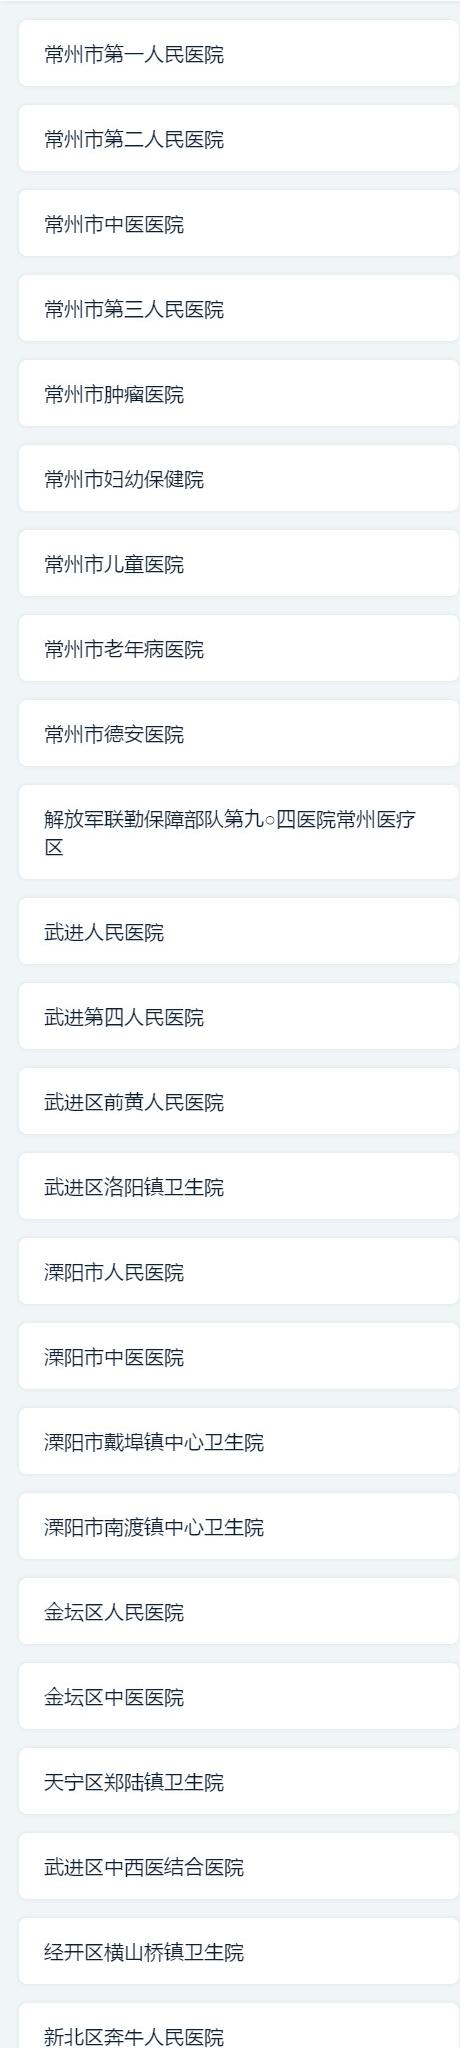 常州市第一人民医院
常州市第二人民医院
常州市中医医院
常州市第三人民医院
常州市肿瘤医院
常州市妇幼保健院
常州市儿童医院
常州市老年病医院
常州市德安医院
解放军联勤保障部队第九○四医院常州医疗
区
武进人民医院
武进第四人民医院
武进区前黄人民医院
武进区洛阳镇卫生院
溧阳市人民医院
溧阳市中医医院
溧阳市戴埠镇中心卫生院
溧阳市南渡镇中心卫生院
金坛区人民医院
金坛区中医医院
天宁区郑陆镇卫生院
武进区中西医结合医院
经开区横山桥镇卫生院
新北区奔牛人民医院